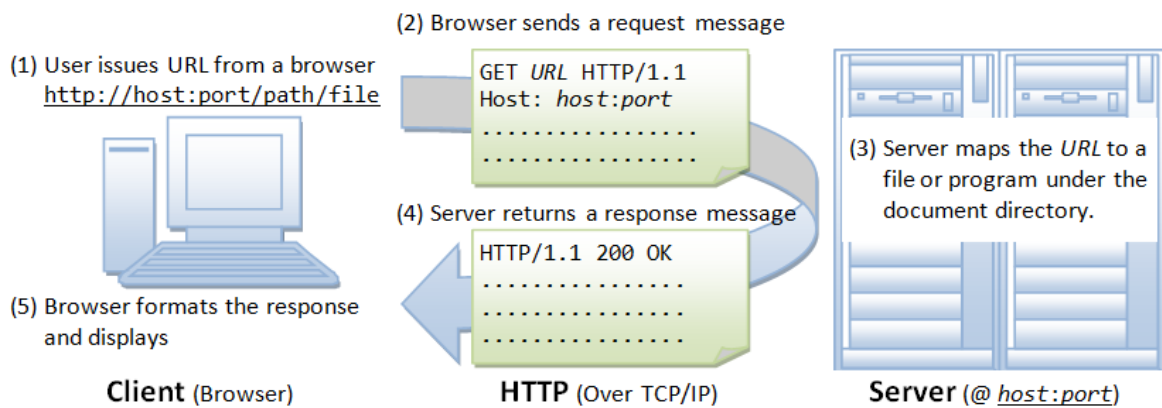 (1) User issues URL from a browser
http://host:port/path/file
(2) Browser sends a request message
GET URL HTTP/1.1
Host: host:port
.................
.................
(3) Server maps the URL to a
file or program under the
document directory.
(4) Server returns a response message
HTTP/1.1 200 OK
................
................
................
(5) Browser formats the response
and displays
Client (Browser)
HTTP (Over TCP/IP)
Server (@ host:port)